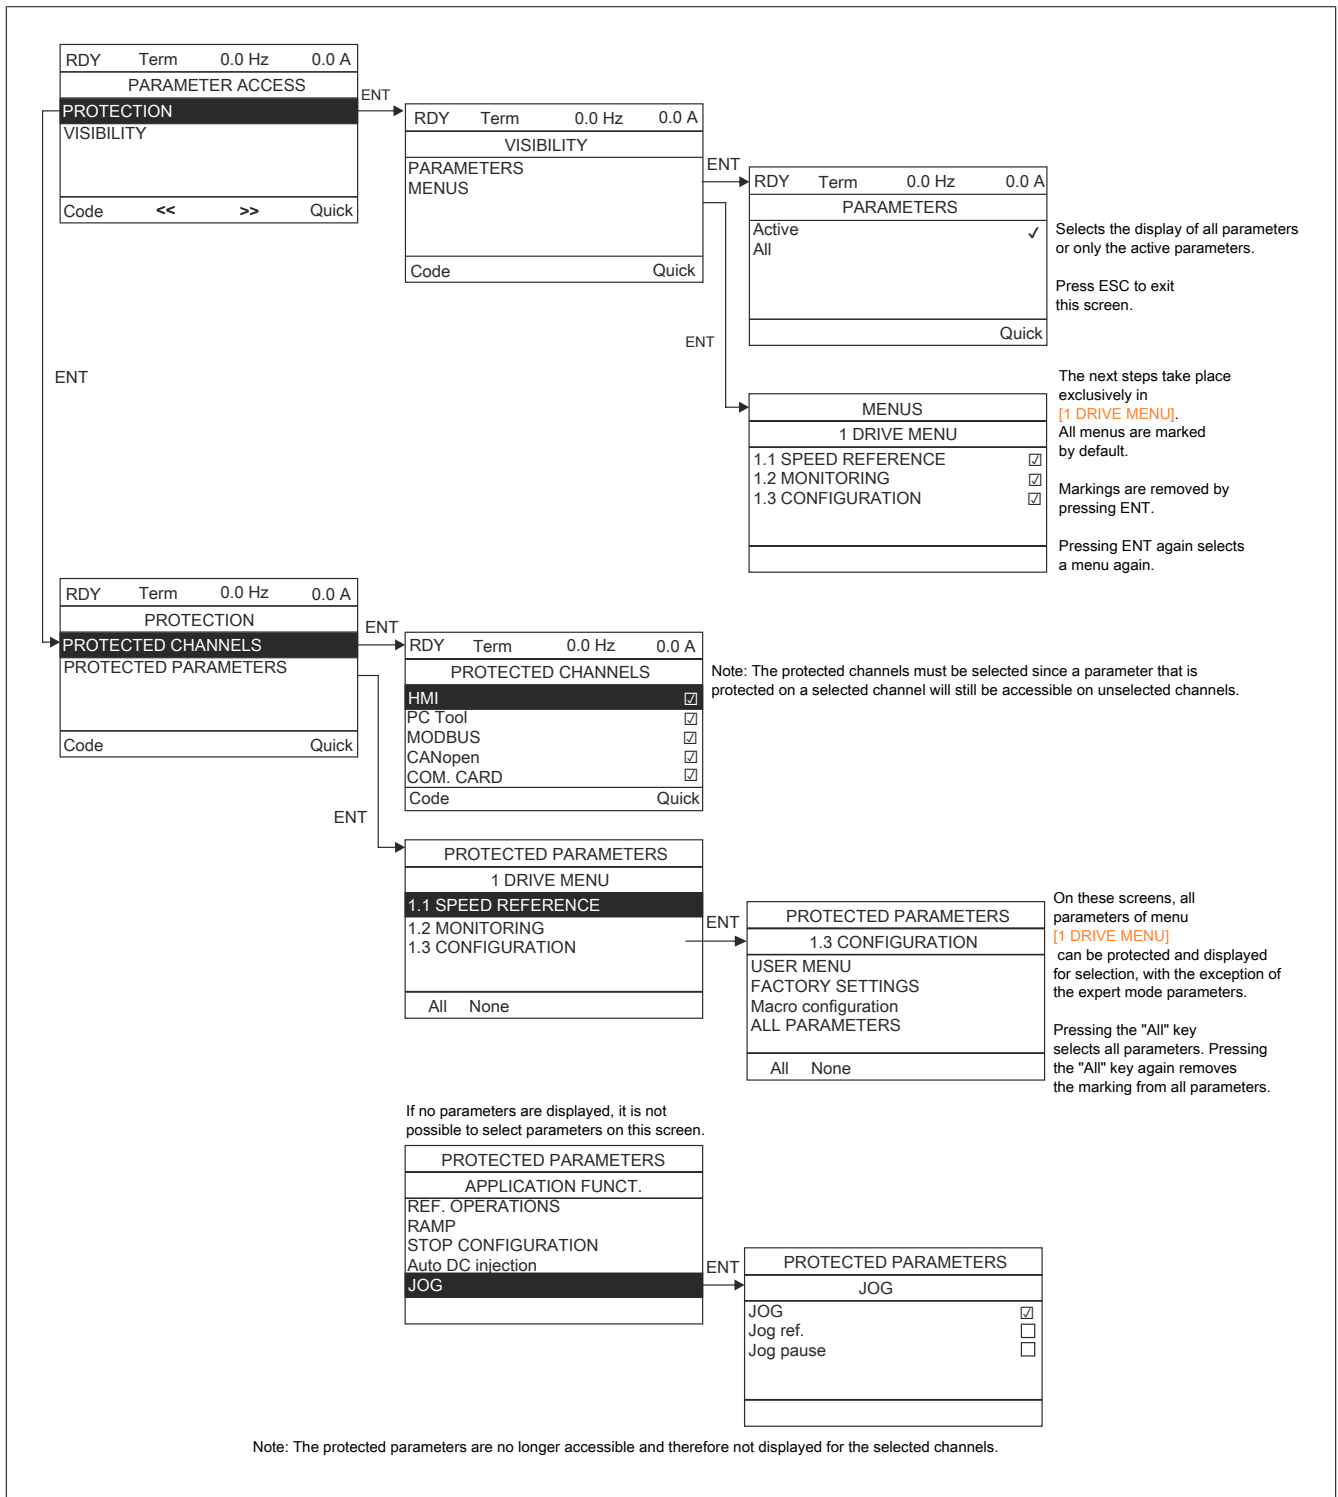 RDY Term 0.0 Hz 0.0 A
PARAMETER ACCESS
PROTECTION
VISIBILITY
Code << >> Quick
ENT
RDY Term 0.0 Hz 0.0 A
VISIBILITY
PARAMETERS
MENUS
Code Quick
ENT
RDY Term 0.0 Hz 0.0 A
PARAMETERS
Active ✓
All
Quick
Selects the display of all parameters
or only the active parameters.
Press ESC to exit
this screen.
ENT
ENT
MENUS
1 DRIVE MENU
1.1 SPEED REFERENCE ☑
1.2 MONITORING ☑
1.3 CONFIGURATION ☑
The next steps take place
exclusively in
[1 DRIVE MENU].
All menus are marked
by default.
Markings are removed by
pressing ENT.
Pressing ENT again selects
a menu again.
RDY Term 0.0 Hz 0.0 A
PROTECTION
PROTECTED CHANNELS
PROTECTED PARAMETERS
Code Quick
ENT
RDY Term 0.0 Hz 0.0 A
PROTECTED CHANNELS
HMI ☑
PC Tool ☑
MODBUS ☑
CANopen ☑
COM. CARD ☑
Code Quick
Note: The protected channels must be selected since a parameter that is
protected on a selected channel will still be accessible on unselected channels.
ENT
PROTECTED PARAMETERS
1 DRIVE MENU
1.1 SPEED REFERENCE
1.2 MONITORING
1.3 CONFIGURATION
All None
ENT
PROTECTED PARAMETERS
1.3 CONFIGURATION
USER MENU
FACTORY SETTINGS
Macro configuration
ALL PARAMETERS
All None
On these screens, all
parameters of menu
[1 DRIVE MENU]
can be protected and displayed
for selection, with the exception of
the expert mode parameters.
Pressing the "All" key
selects all parameters. Pressing
the "All" key again removes
the marking from all parameters.
If no parameters are displayed, it is not
possible to select parameters on this screen.
PROTECTED PARAMETERS
APPLICATION FUNCT.
REF. OPERATIONS
RAMP
STOP CONFIGURATION
Auto DC injection
JOG
ENT
PROTECTED PARAMETERS
JOG
JOG ☑
Jog ref. ☐
Jog pause ☐
Note: The protected parameters are no longer accessible and therefore not displayed for the selected channels.